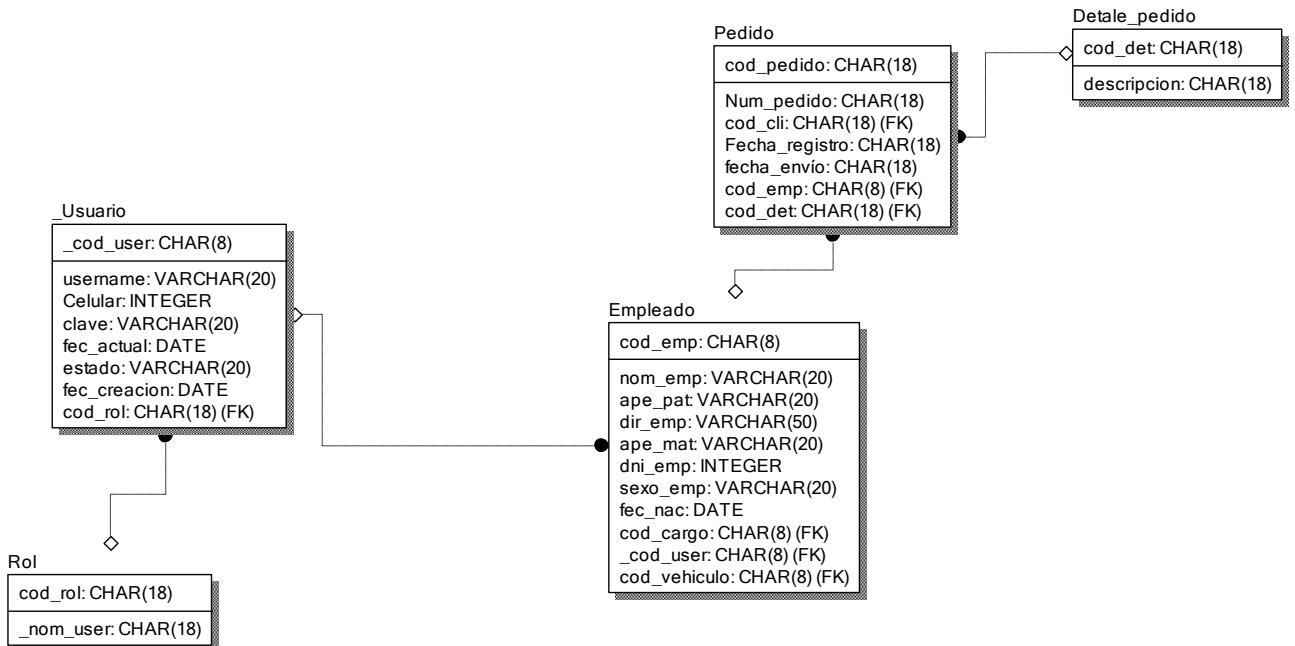 Detale_pedido
cod_det: CHAR(18)
descripcion: CHAR(18)
Pedido
cod_pedido: CHAR(18)
Num_pedido: CHAR(18)
cod_cli: CHAR(18) (FK)
Fecha_registro: CHAR(18)
fecha_envío: CHAR(18)
cod_emp: CHAR(8) (FK)
cod_det: CHAR(18) (FK)
_Usuario
_cod_user: CHAR(8)
username: VARCHAR(20)
Celular: INTEGER
clave: VARCHAR(20)
fec_actual: DATE
estado: VARCHAR(20)
fec_creacion: DATE
cod_rol: CHAR(18) (FK)
Empleado
cod_emp: CHAR(8)
nom_emp: VARCHAR(20)
ape_pat: VARCHAR(20)
dir_emp: VARCHAR(50)
ape_mat: VARCHAR(20)
dni_emp: INTEGER
sexo_emp: VARCHAR(20)
fec_nac: DATE
cod_cargo: CHAR(8) (FK)
_cod_user: CHAR(8) (FK)
cod_vehiculo: CHAR(8) (FK)
Rol
cod_rol: CHAR(18)
_nom_user: CHAR(18)